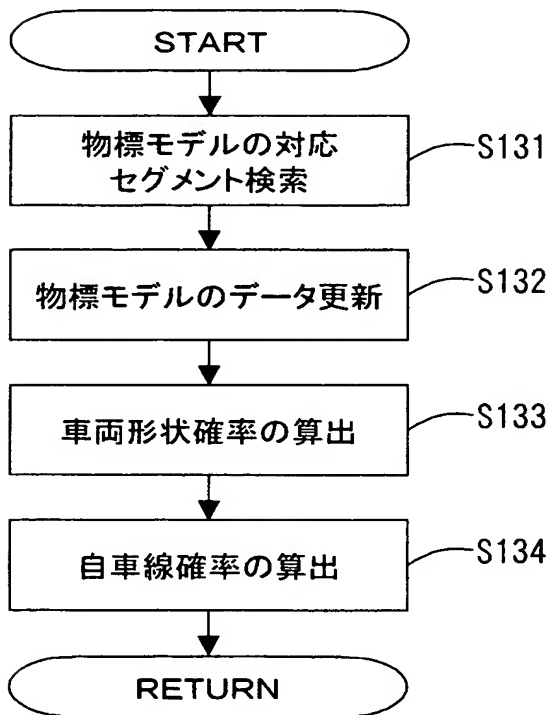 START
物標モデルの対応
セグメント検索
S131
物標モデルのデータ更新
S132
車両形状確率の算出
S133
自車線確率の算出
S134
RETURN